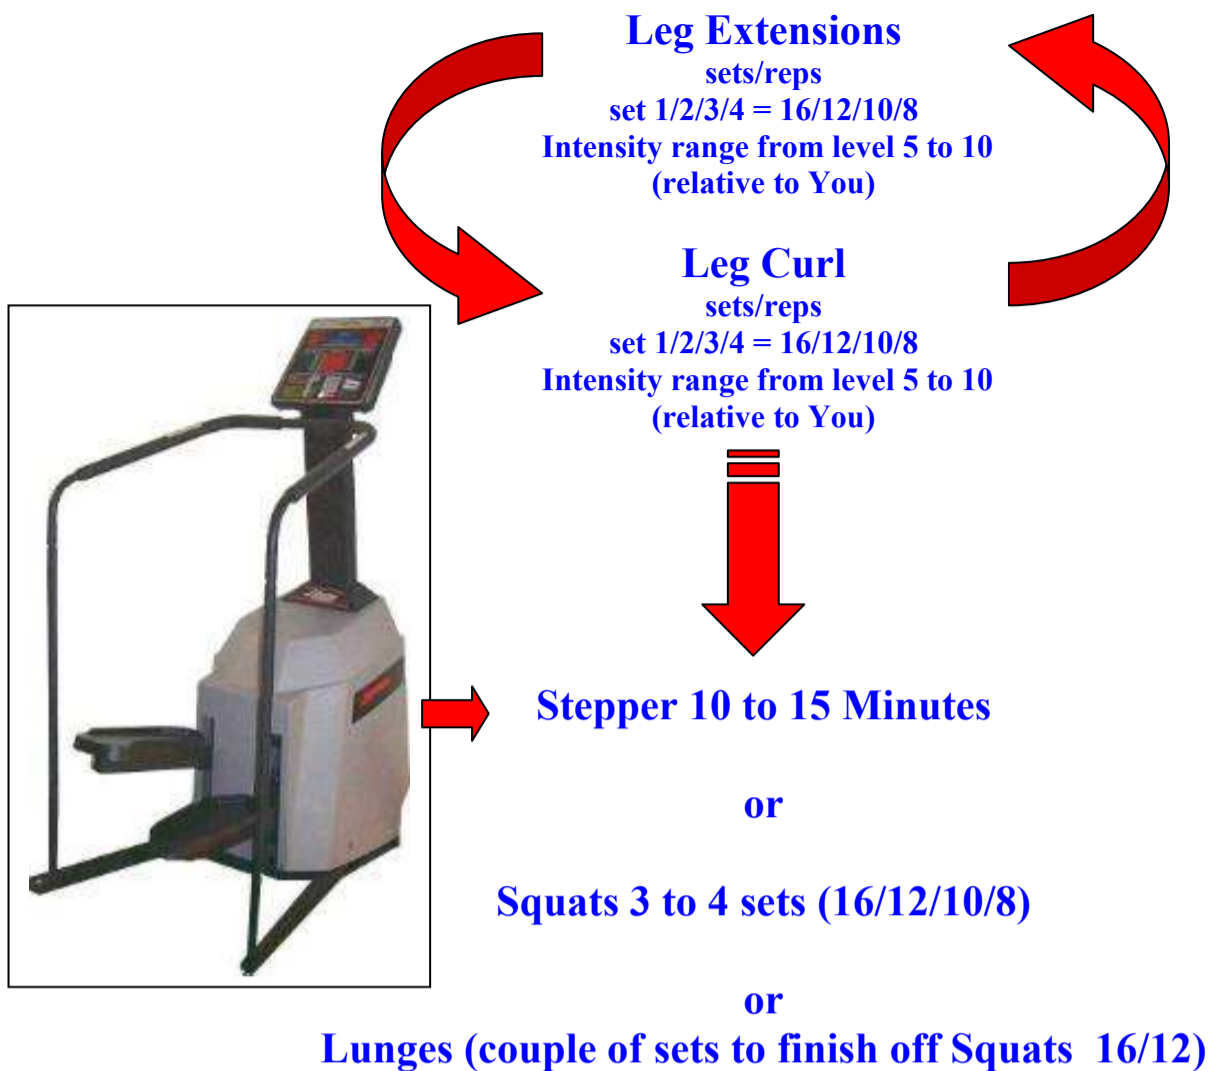 Leg Extensions
sets/reps
set 1/2/3/4 = 16/12/10/8
Intensity range from level 5 to 10
(relative to You)
Leg Curl
sets/reps
set 1/2/3/4 = 16/12/10/8
Intensity range from level 5 to 10
(relative to You)
Stepper 10 to 15 Minutes
or
Squats 3 to 4 sets (16/12/10/8)
or
Lunges (couple of sets to finish off Squats 16/12)